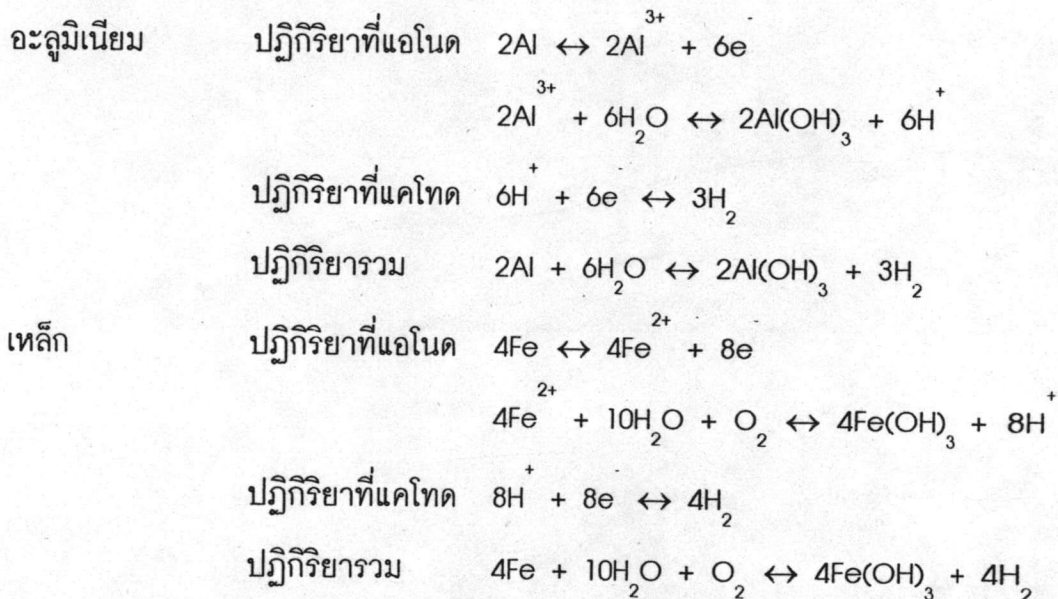 อะลูมิเนียม ปฏิกิริยาที่แอโนด 2Al ↔ 2Al³⁺ + 6e
2Al³⁺ + 6H₂O ↔ 2Al(OH)₃ + 6H⁺
ปฏิกิริยาที่แคโทด 6H⁺ + 6e ↔ 3H₂
ปฏิกิริยารวม 2Al + 6H₂O ↔ 2Al(OH)₃ + 3H₂
เหล็ก ปฏิกิริยาที่แอโนด 4Fe ↔ 4Fe²⁺ + 8e
4Fe²⁺ + 10H₂O + O₂ ↔ 4Fe(OH)₃ + 8H⁺
ปฏิกิริยาที่แคโทด 8H⁺ + 8e ↔ 4H₂
ปฏิกิริยารวม 4Fe + 10H₂O + O₂ ↔ 4Fe(OH)₃ + 4H₂